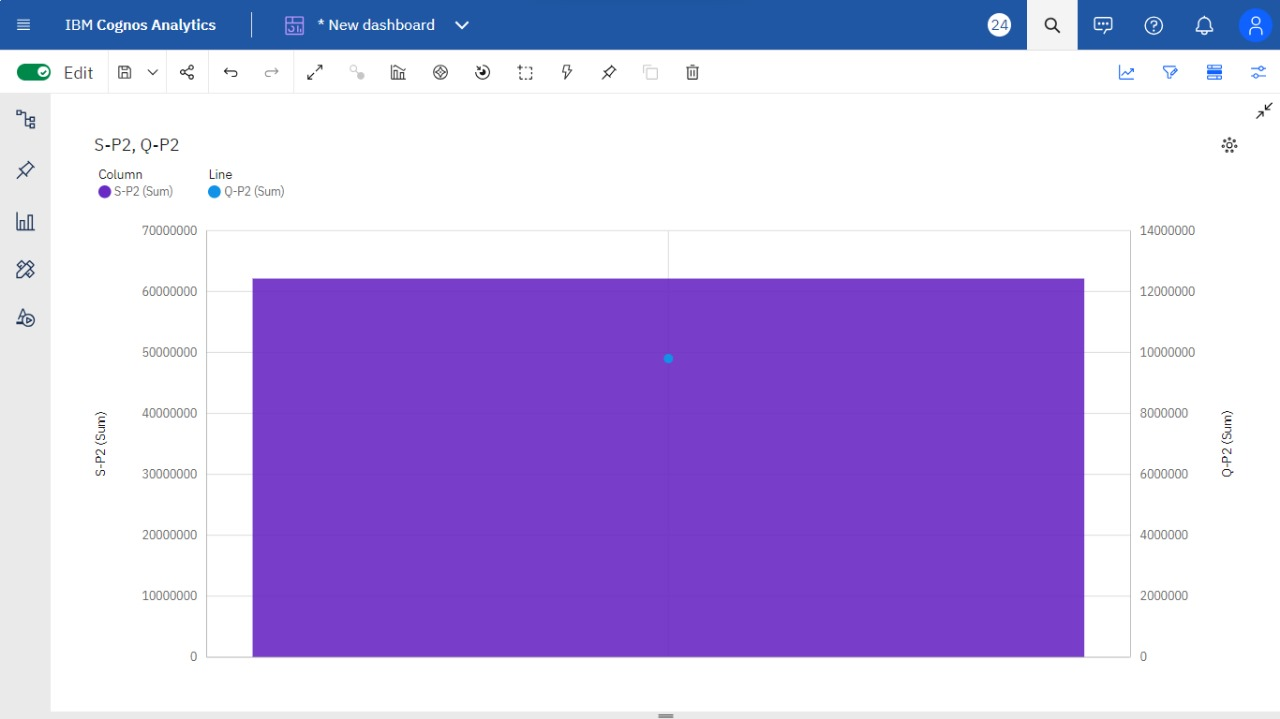 IBM Cognos Analytics
* New dashboard
24
Edit
S-P2, Q-P2
Column
Line
S-P2 (Sum)
Q-P2 (Sum)
70000000
60000000
50000000
40000000
30000000
20000000
10000000
0
S-P2 (Sum)
14000000
12000000
10000000
8000000
6000000
4000000
2000000
0
Q-P2 (Sum)